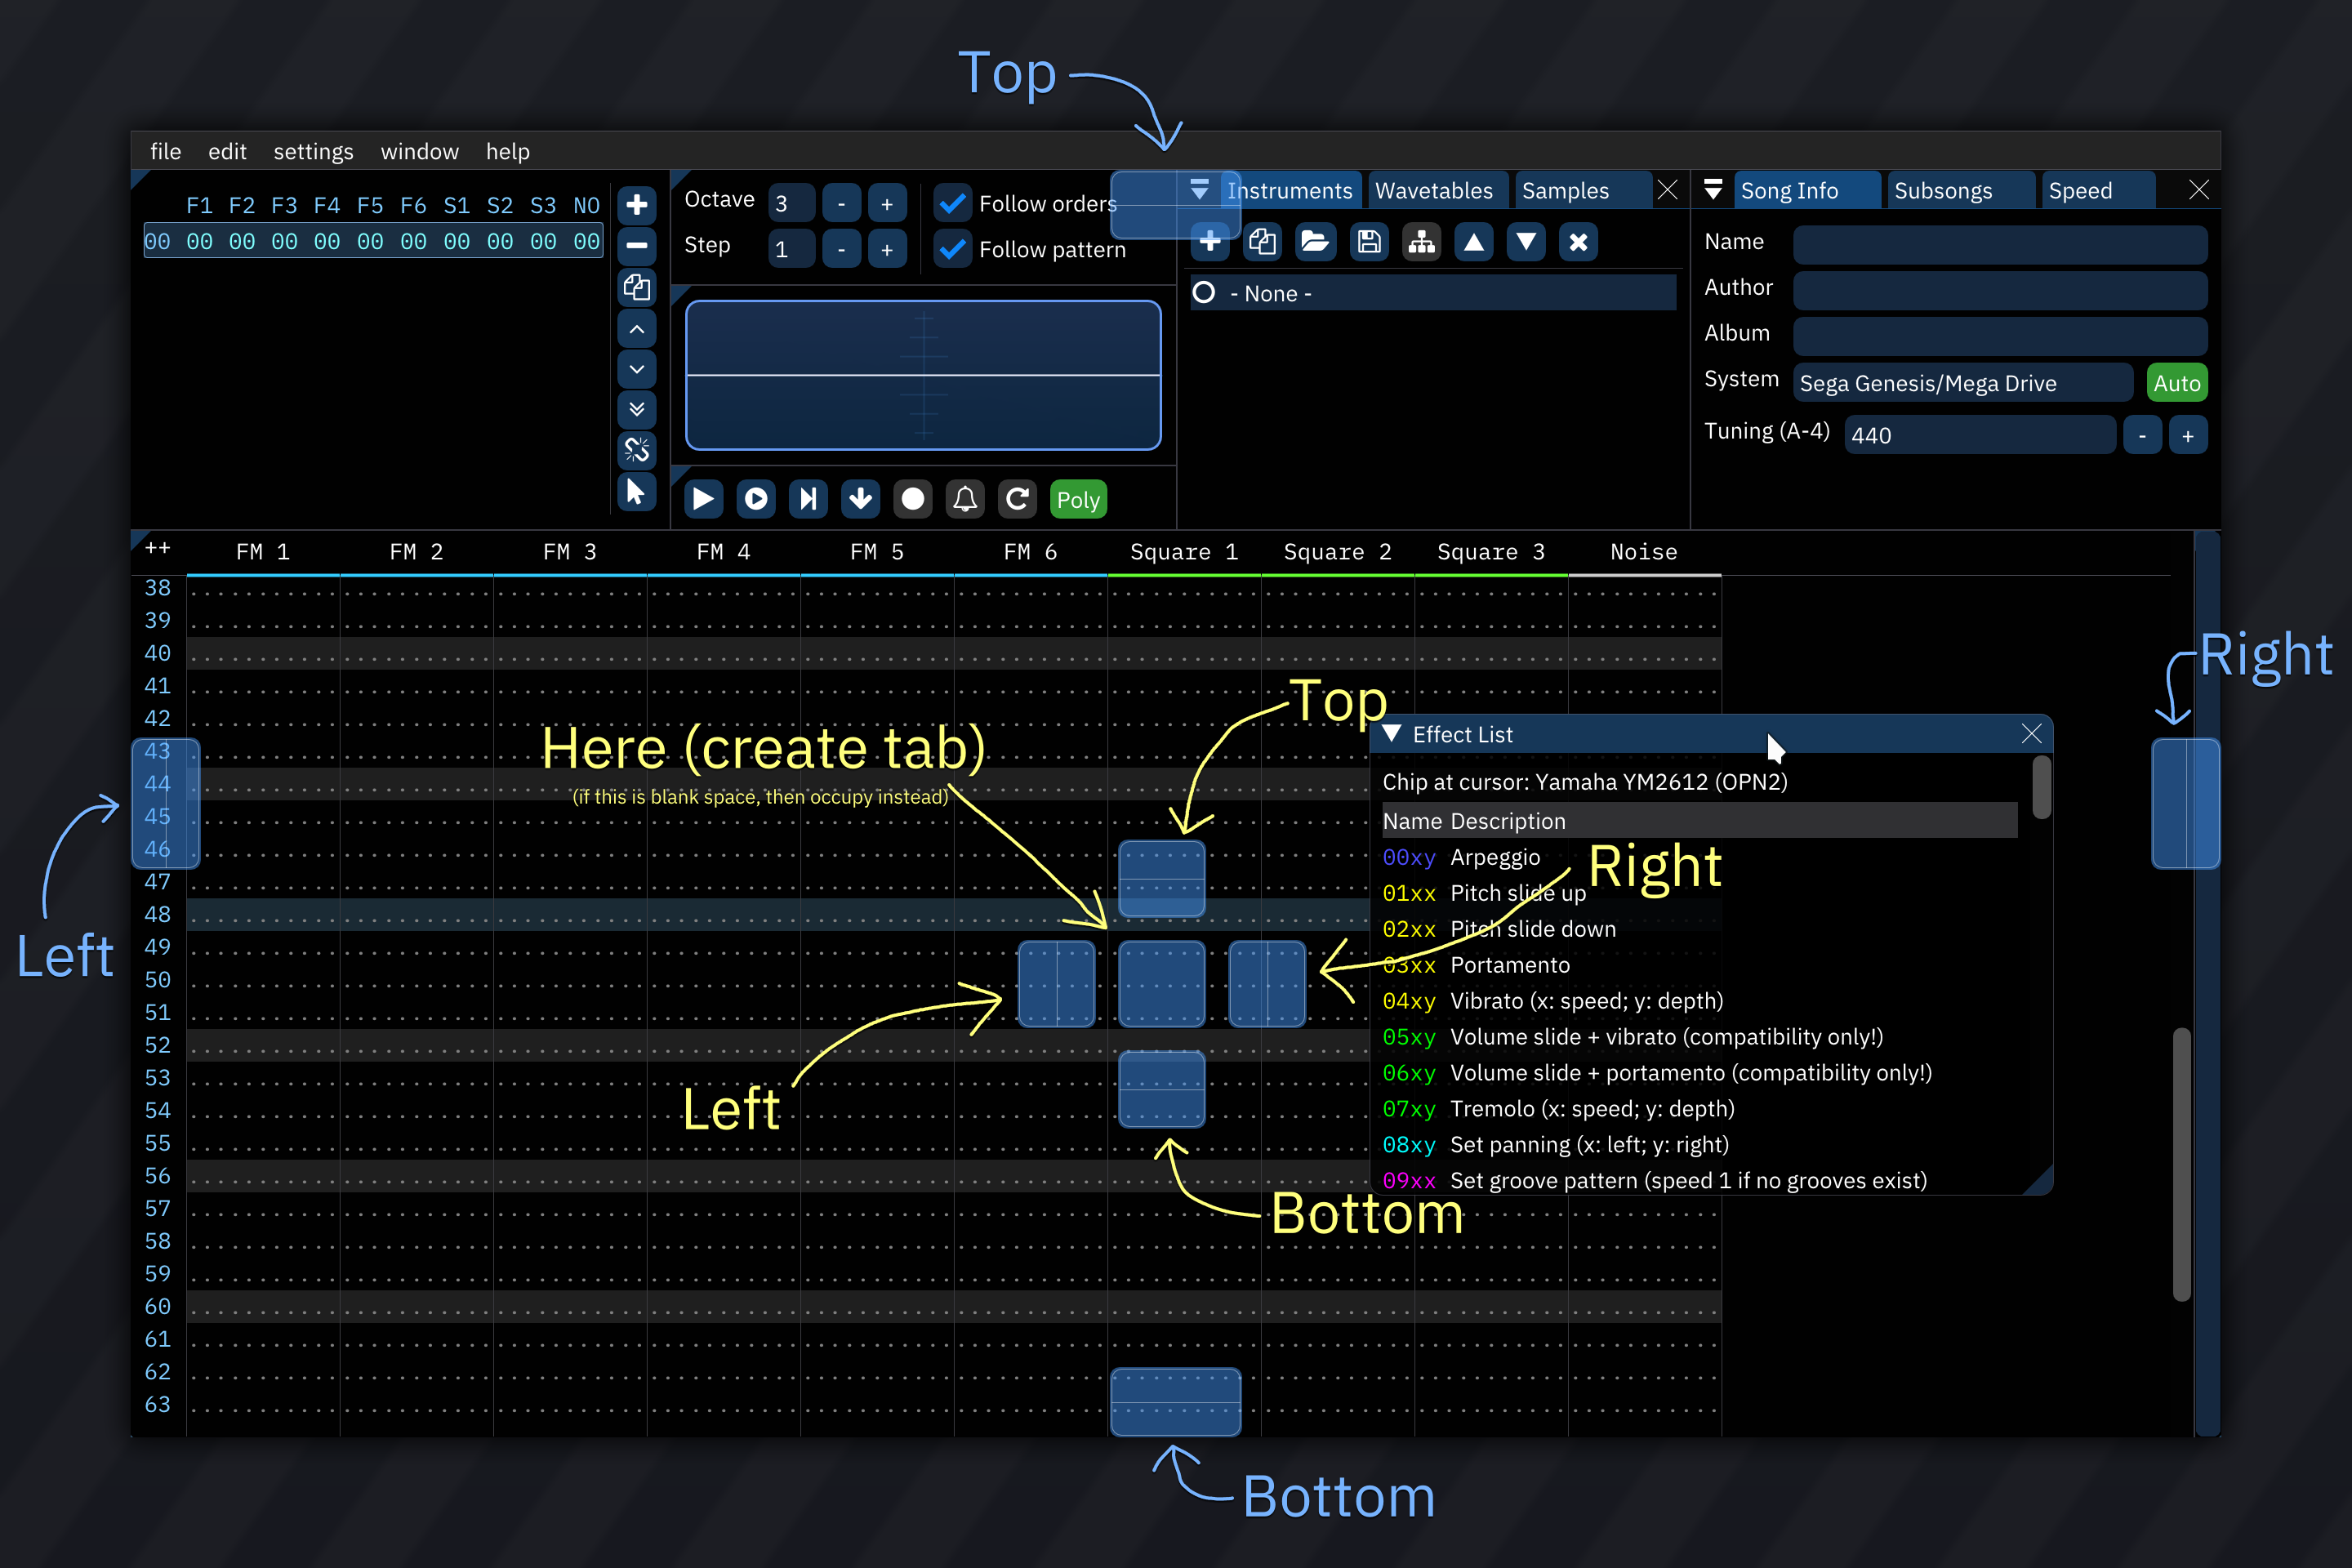 Top
file edit settings window help
F1 F2 F3 F4 F5 F6 S1 S2 S3 NO
00 00 00 00 00 00 00 00 00 00 00
Octave 3 - +
Step 1 - +
Follow orders
Follow pattern
Poly
Instruments Wavetables Samples
- None -
Song Info Subsongs Speed
Name
Author
Album
System Sega Genesis/Mega Drive Auto
Tuning (A-4) 440 - +
++ FM 1 FM 2 FM 3 FM 4 FM 5 FM 6 Square 1 Square 2 Square 3 Noise
38
39
40
41
42
43
44
45
46
47
48
49
50
51
52
53
54
55
56
57
58
59
60
61
62
63
Right
Left
Top
Here (create tab)
(if this is blank space, then occupy instead)
Right
Left
Bottom
Effect List
Chip at cursor: Yamaha YM2612 (OPN2)
Name Description
00xy Arpeggio
01xx Pitch slide up
02xx Pitch slide down
03xx Portamento
04xy Vibrato (x: speed; y: depth)
05xy Volume slide + vibrato (compatibility only!)
06xy Volume slide + portamento (compatibility only!)
07xy Tremolo (x: speed; y: depth)
08xy Set panning (x: left; y: right)
09xx Set groove pattern (speed 1 if no grooves exist)
Bottom